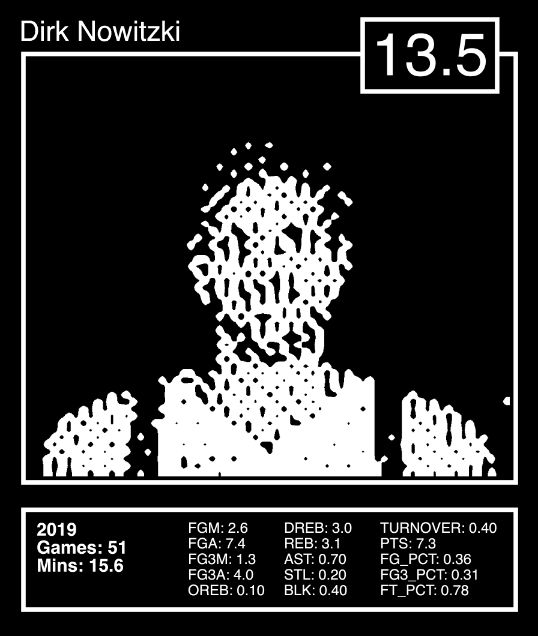 Dirk Nowitzki
13.5
2019
Games: 51
Mins: 15.6
FGM: 2.6
FGA: 7.4
FG3M: 1.3
FG3A: 4.0
OREB: 0.10
DREB: 3.0
REB: 3.1
AST: 0.70
STL: 0.20
BLK: 0.40
TURNOVER: 0.40
PTS: 7.3
FG_PCT: 0.36
FG3_PCT: 0.31
FT_PCT: 0.78